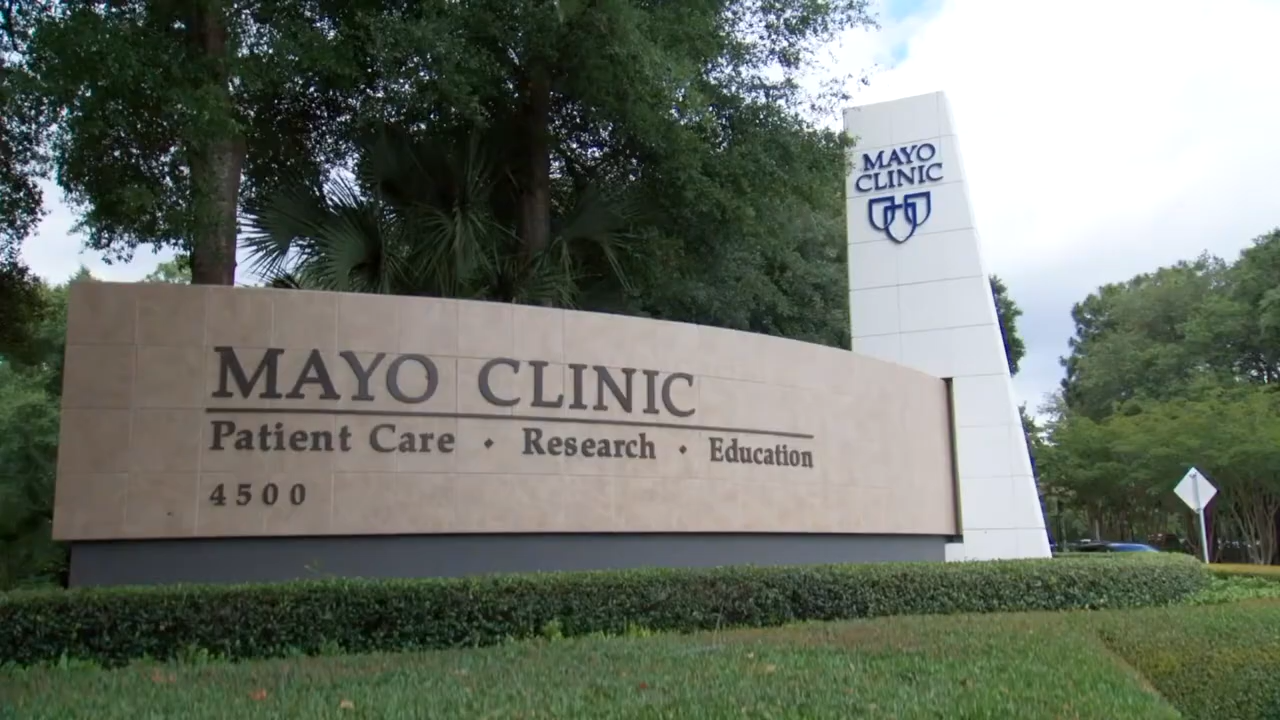 MAYO CLINIC
Patient Care · Research · Education
4500
MAYO
CLINIC